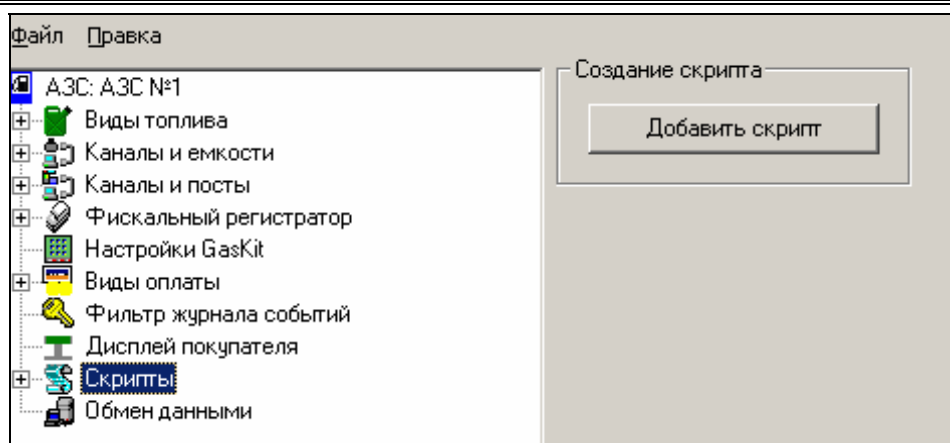 Файл Правка
АЗС: АЗС №1
Виды топлива
Каналы и емкости
Каналы и посты
Фискальный регистратор
Настройки GasKit
Виды оплаты
Фильтр журнала событий
Дисплей покупателя
Скрипты
Обмен данными
Создание скрипта
Добавить скрипт